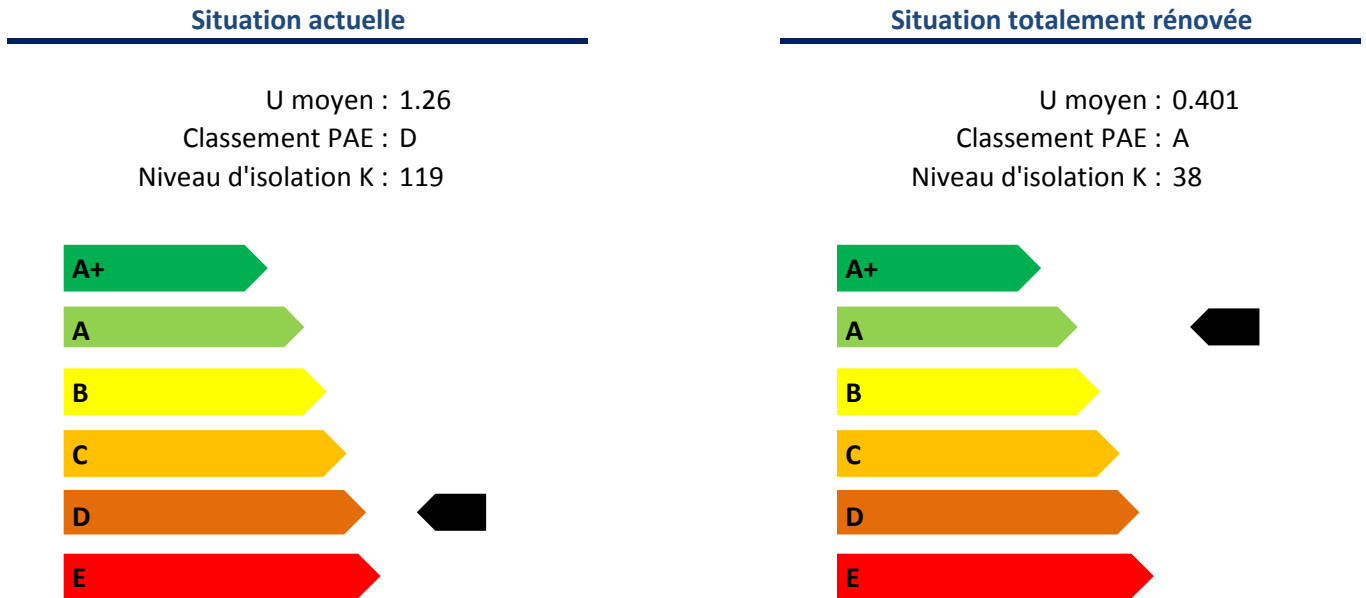 Situation actuelle
U moyen : 1.26
Classement PAE : D
Niveau d'isolation K : 119
A+
A
B
C
D
E
Situation totalement rénovée
U moyen : 0.401
Classement PAE : A
Niveau d'isolation K : 38
A+
A
B
C
D
E